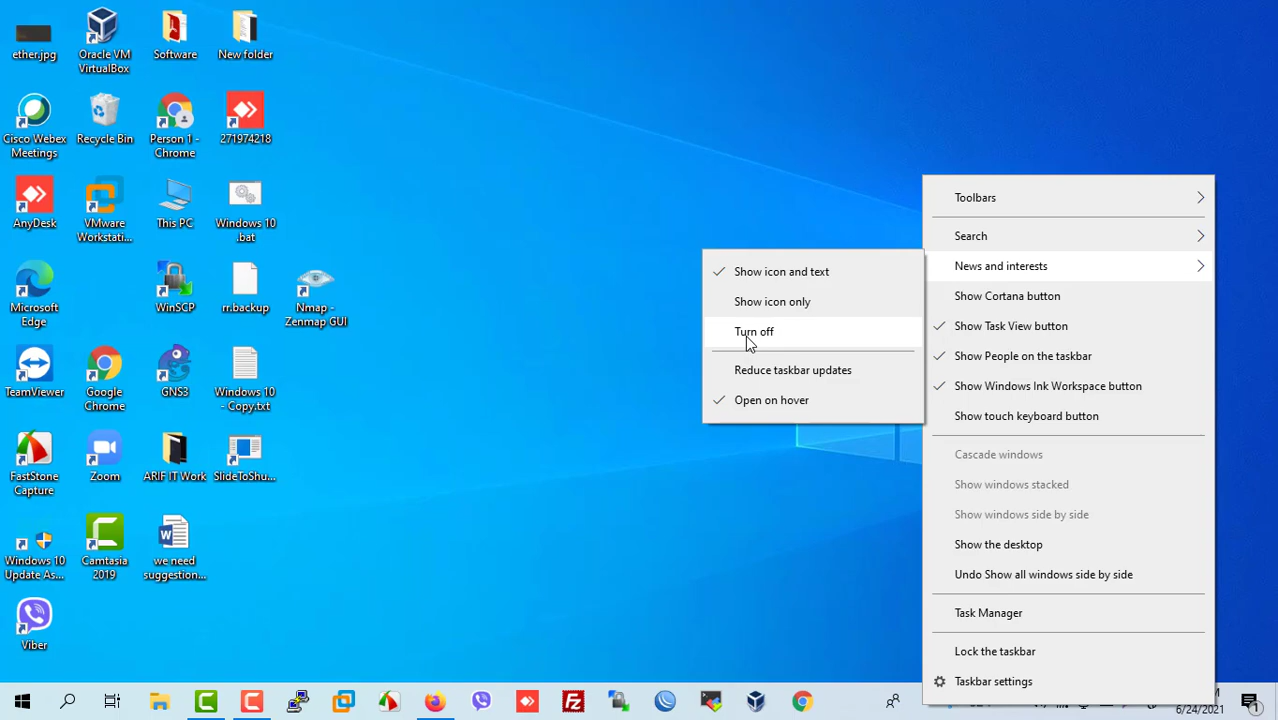 ether.jpg
Oracle VM
VirtualBox
Software
New folder
Cisco Webex
Meetings
Recycle Bin
Person 1 -
Chrome
271974218
AnyDesk
VMware
Workstati...
This PC
Windows 10
.bat
Microsoft
Edge
WinSCP
rr.backup
Nmap -
Zenmap GUI
TeamViewer
Google
Chrome
GNS3
Windows 10
- Copy.txt
FastStone
Capture
Zoom
ARIF IT Work
SlideToShu...
Windows 10
Update As...
Camtasia
2019
we need
suggestion...
Viber
Show icon and text
Show icon only
Turn off
Reduce taskbar updates
Open on hover
Toolbars
Search
News and interests
Show Cortana button
Show Task View button
Show People on the taskbar
Show Windows Ink Workspace button
Show touch keyboard button
Cascade windows
Show windows stacked
Show windows side by side
Show the desktop
Undo Show all windows side by side
Task Manager
Lock the taskbar
Taskbar settings
6/24/2021
1